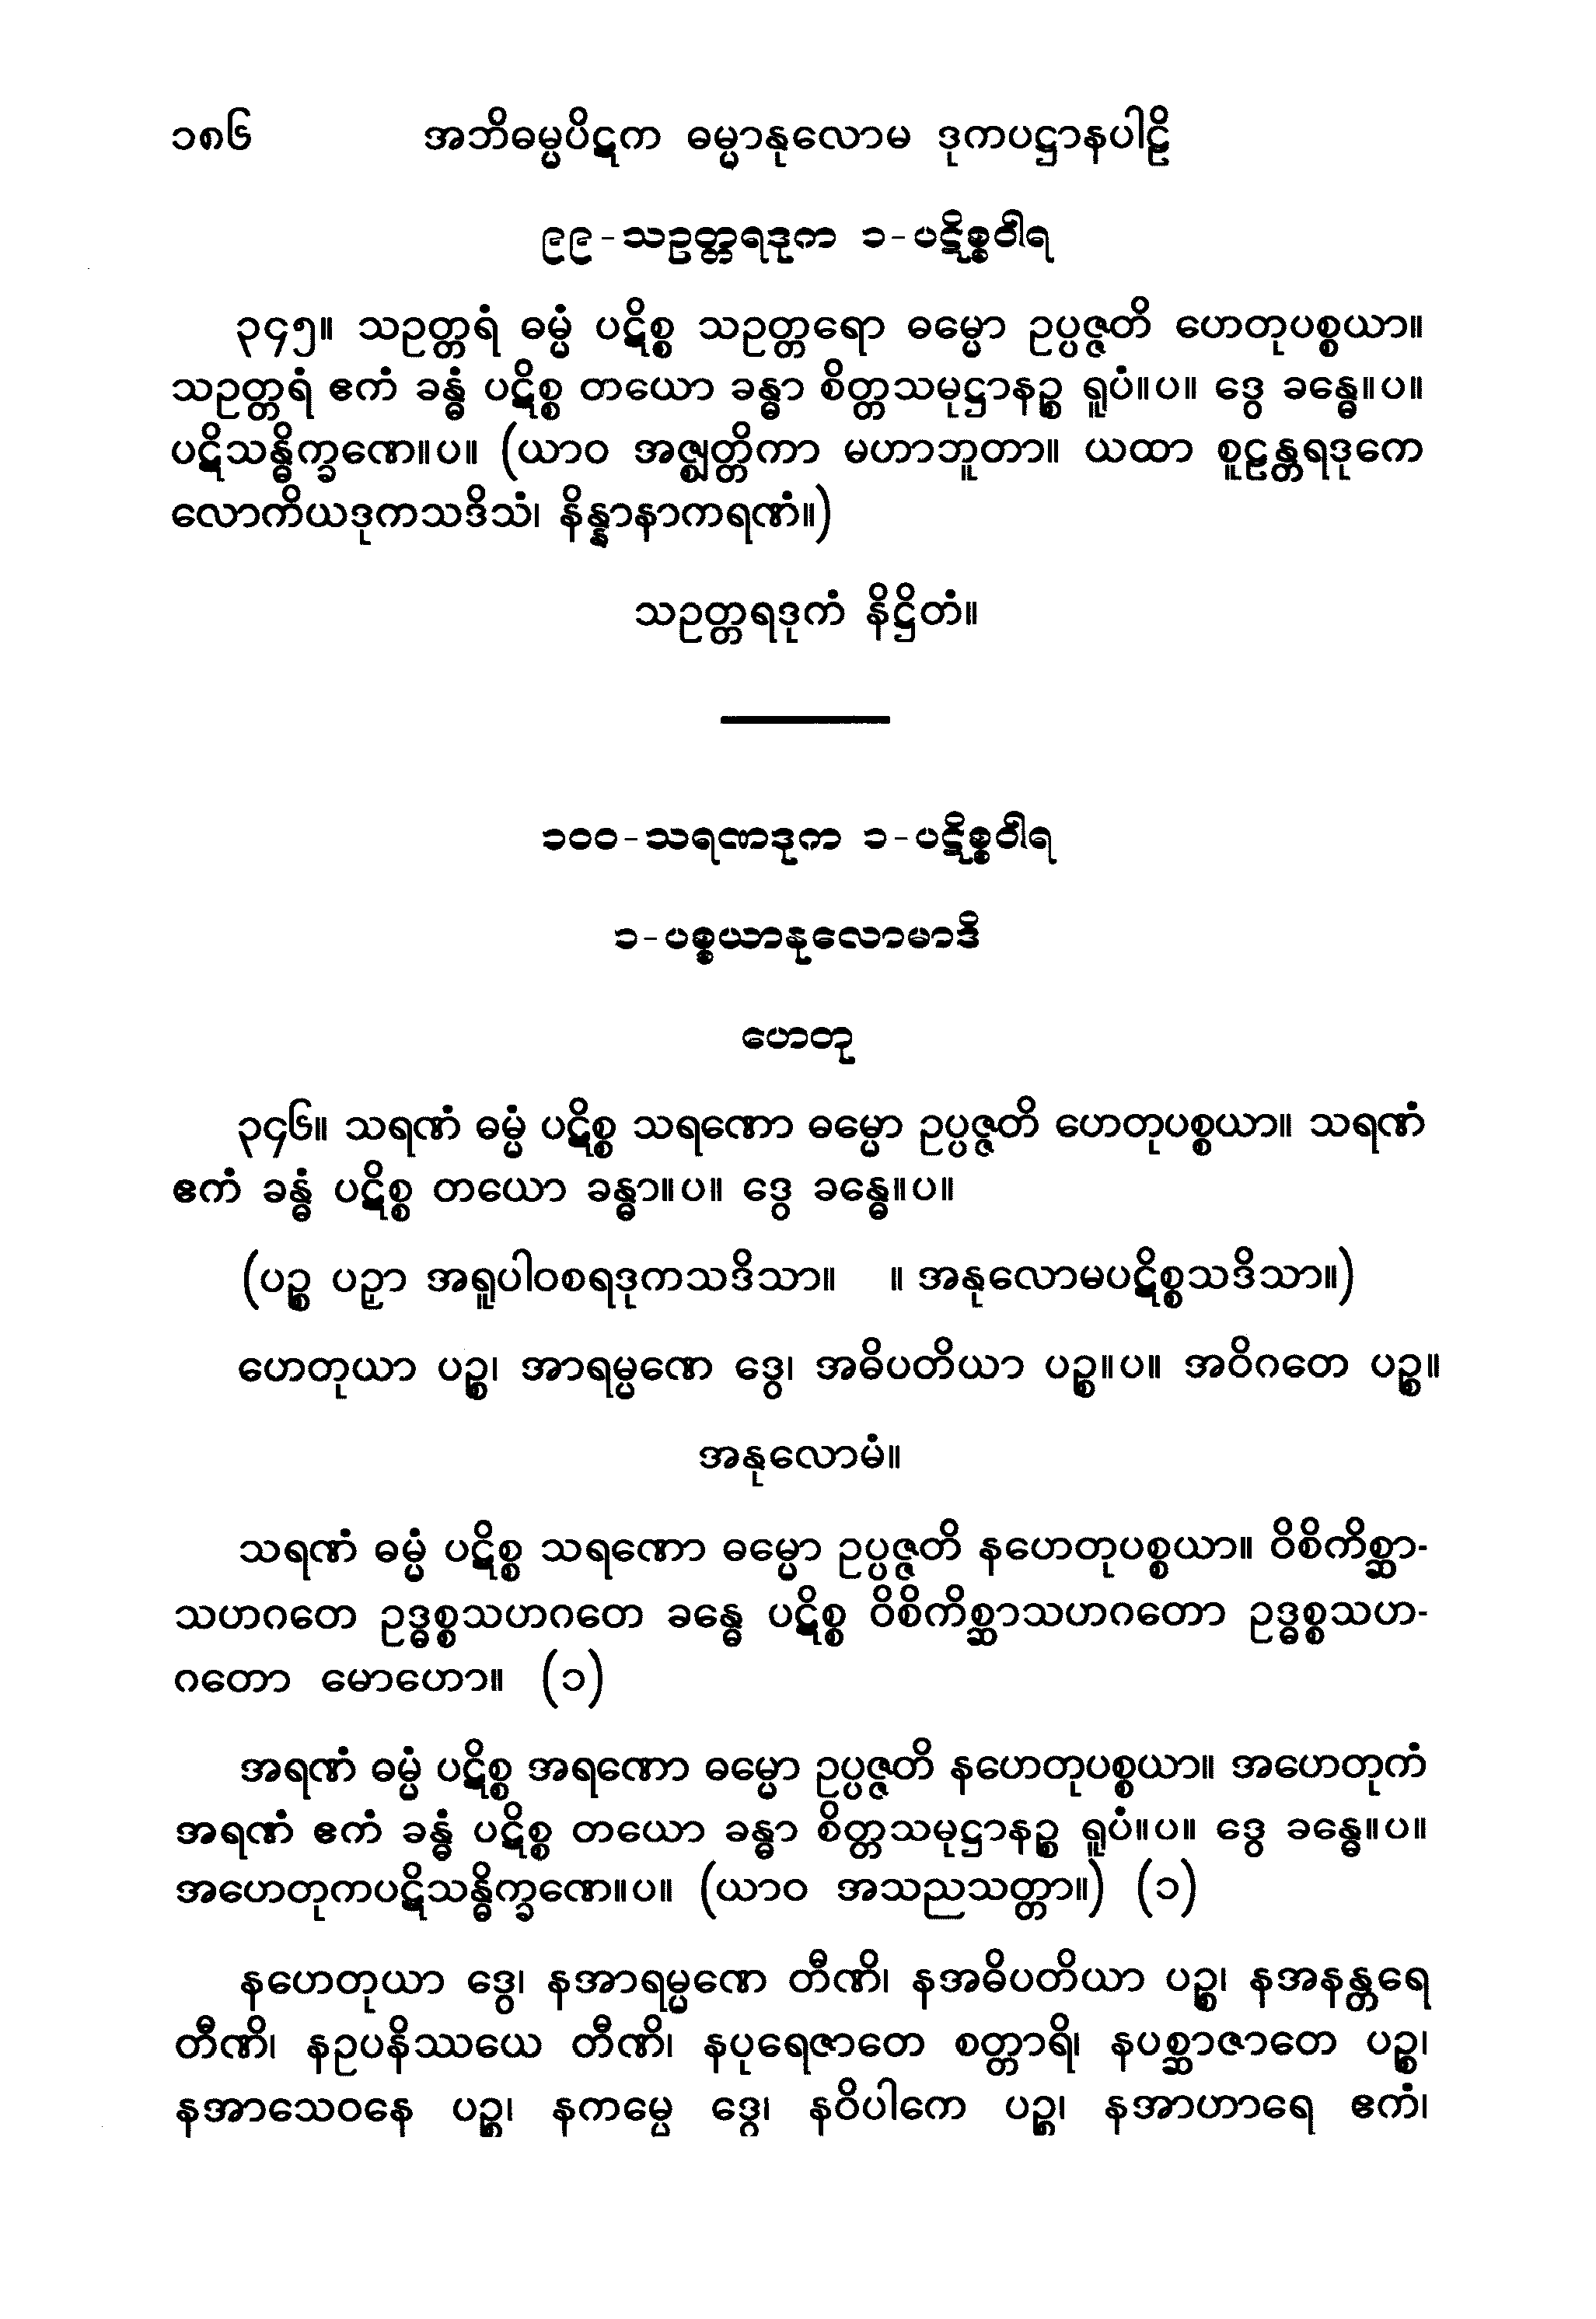 ၁၈၆ အဘိဓမ္မပိဋက ဓမ္မာနုလောမ ဒုကပဋ္ဌာနပါဠိ
၉၉-သဥတ္တရဒုက ၁-ပဋိစ္စဝါရ
၃၄၅။ သဥတ္တရံ ဓမ္မံ ပဋိစ္စ သဥတ္တရော ဓမ္မော ဥပ္ပဇ္ဇတိ ဟေတုပစ္စယာ။
သဥတ္တရံ ဧကံ ခန္ဓံ ပဋိစ္စ တယော ခန္ဓာ စိတ္တသမုဋ္ဌာနဉ္စ ရူပံ။ပ။ ဒွေ ခန္ဓေ။ပ။
ပဋိသန္ဓိက္ခဏေ။ပ။ (ယာဝ အဇ္ဈတ္တိကာ မဟာဘူတာ။ ယထာ စူဠန္တရဒုကေ
လောကိယဒုကသဒိသံ၊ နိန္နာနာကရဏံ။)
သဥတ္တရဒုကံ နိဋ္ဌိတံ။
၁၀၀-သရဏဒုက ၁-ပဋိစ္စဝါရ
၁-ပစ္စယာနုလောမာဒိ
ဟေတု
၃၄၆။ သရဏံ ဓမ္မံ ပဋိစ္စ သရဏော ဓမ္မော ဥပ္ပဇ္ဇတိ ဟေတုပစ္စယာ။ သရဏံ
ဧကံ ခန္ဓံ ပဋိစ္စ တယော ခန္ဓာ။ပ။ ဒွေ ခန္ဓေ။ပ။
(ပဉ္စ ပဉှာ အရူပါဝစရဒုကသဒိသာ။ ။ အနုလောမပဋိစ္စသဒိသာ။)
ဟေတုယာ ပဉ္စ၊ အာရမ္မဏေ ဒွေ၊ အဓိပတိယာ ပဉ္စ။ပ။ အဝိဂတေ ပဉ္စ။
အနုလောမံ။
သရဏံ ဓမ္မံ ပဋိစ္စ သရဏော ဓမ္မော ဥပ္ပဇ္ဇတိ နဟေတုပစ္စယာ။ ဝိစိကိစ္ဆာ-
သဟဂတေ ဥဒ္ဓစ္စသဟဂတေ ခန္ဓေ ပဋိစ္စ ဝိစိကိစ္ဆာသဟဂတော ဥဒ္ဓစ္စသဟ-
ဂတော မောဟော။ (၁)
အရဏံ ဓမ္မံ ပဋိစ္စ အရဏော ဓမ္မော ဥပ္ပဇ္ဇတိ နဟေတုပစ္စယာ။ အဟေတုကံ
အရဏံ ဧကံ ခန္ဓံ ပဋိစ္စ တယော ခန္ဓာ စိတ္တသမုဋ္ဌာနဉ္စ ရူပံ။ပ။ ဒွေ ခန္ဓေ။ပ။
အဟေတုကပဋိသန္ဓိက္ခဏေ။ပ။ (ယာဝ အသညသတ္တာ။) (၁)
နဟေတုယာ ဒွေ၊ နအာရမ္မဏေ တီဏိ၊ နအဓိပတိယာ ပဉ္စ၊ နအနန္တရေ
တီဏိ၊ နဥပနိဿယေ တီဏိ၊ နပုရေဇာတေ စတ္တာရိ၊ နပစ္ဆာဇာတေ ပဉ္စ၊
နအာသေဝနေ ပဉ္စ၊ နကမ္မေ ဒွေ၊ နဝိပါကေ ပဉ္စ၊ နအာဟာရေ ဧကံ၊